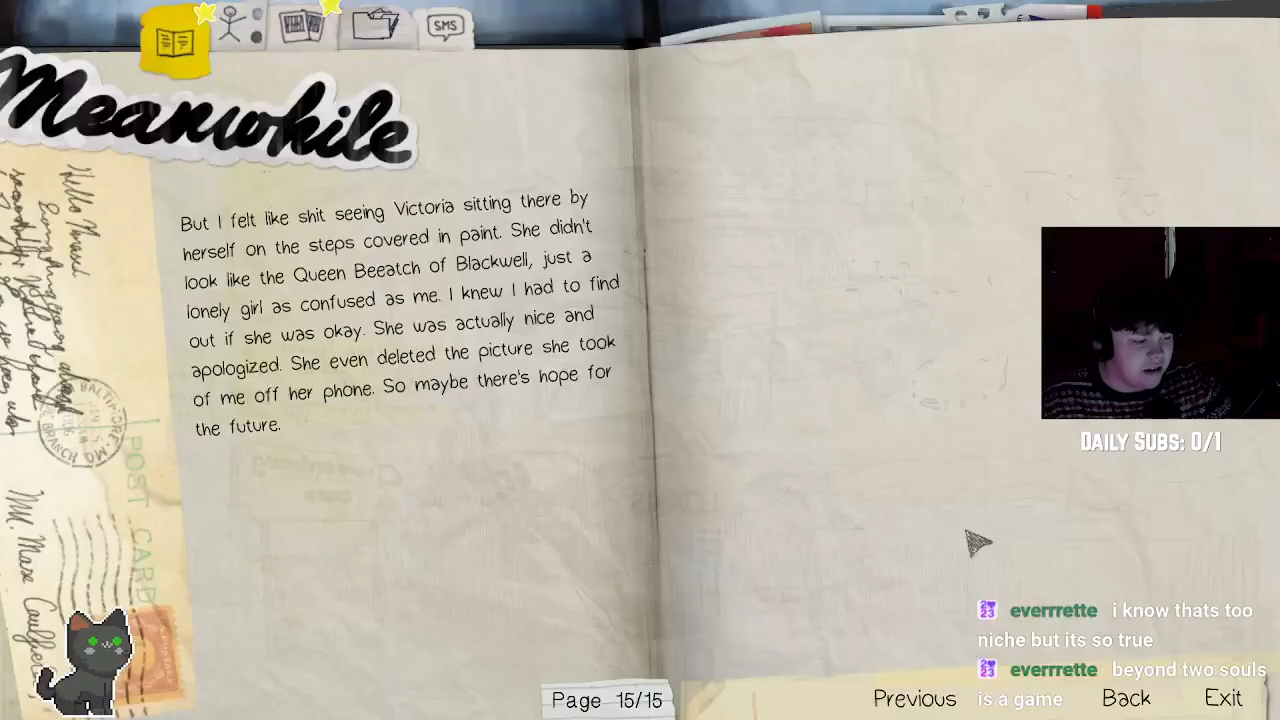 SMS
Meanwhile
But I felt like shit seeing Victoria sitting there by
herself on the steps covered in paint. She didn't
look like the Queen Beeatch of Blackwell, just a
lonely girl as confused as me. I knew I had to find
out if she was okay. She was actually nice and
apologized. She even deleted the picture she took
of me off her phone. So maybe there's hope for
the future.
POST CARD
DAILY SUBS: 0/1
everrrette i know thats too
niche but its so true
everrrette beyond two souls
is a game
Page 15/15
Previous
Back
Exit